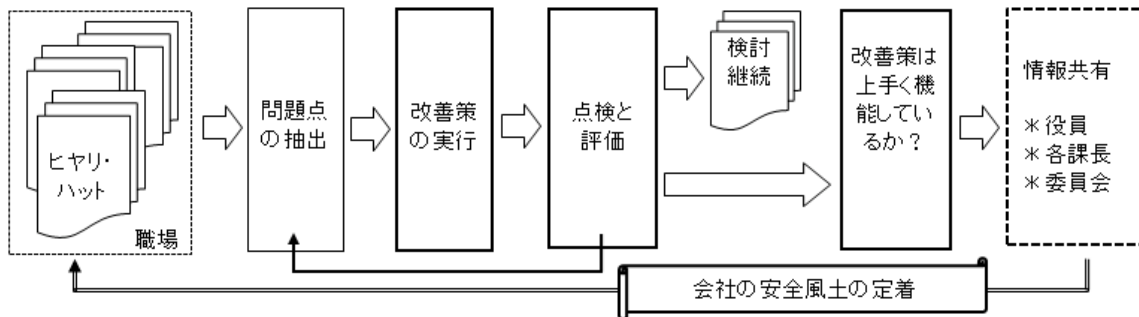 ヒヤリ・
ハット
職場
問題点
の抽出
改善策
の実行
点検と
評価
検討
継続
改善策は
上手く機
能してい
るか？
情報共有
＊役員
＊各課長
＊委員会
会社の安全風土の定着